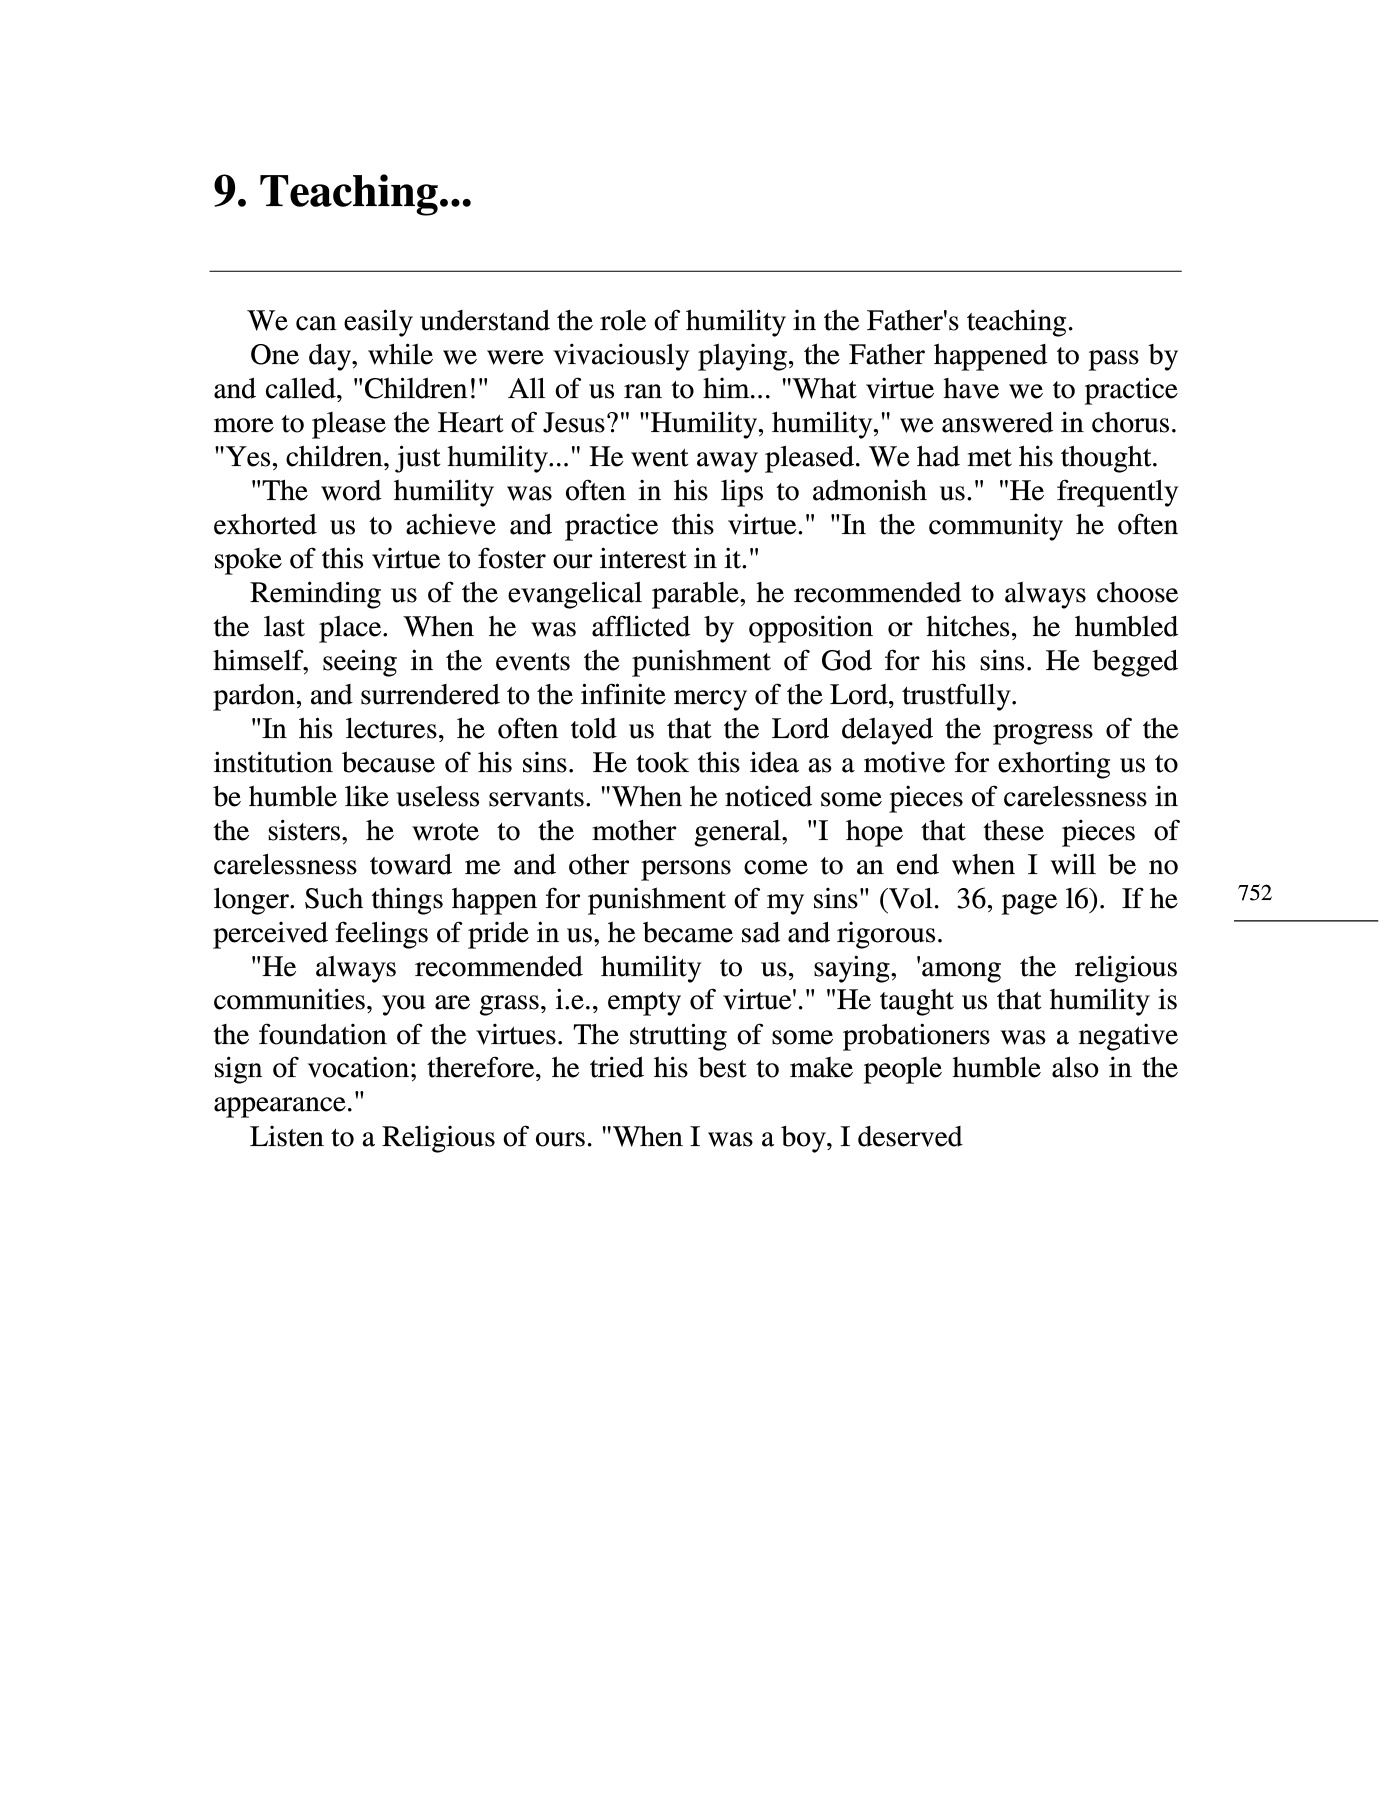 9. Teaching...
We can easily understand the role of humility in the Father's teaching.
One day, while we were vivaciously playing, the Father happened to pass by
and called, "Children!"  All of us ran to him... "What virtue have we to practice
more to please the Heart of Jesus?" "Humility, humility," we answered in chorus.
"Yes, children, just humility..." He went away pleased. We had met his thought.
"The word humility was often in his lips to admonish us." "He frequently
exhorted us to achieve and practice this virtue." "In the community he often
spoke of this virtue to foster our interest in it."
Reminding us of the evangelical parable, he recommended to always choose
the last place. When he was afflicted by opposition or hitches, he humbled
himself, seeing in the events the punishment of God for his sins. He begged
pardon, and surrendered to the infinite mercy of the Lord, trustfully.
"In his lectures, he often told us that the Lord delayed the progress of the
institution because of his sins.  He took this idea as a motive for exhorting us to
be humble like useless servants. "When he noticed some pieces of carelessness in
the sisters, he wrote to the mother general, "I hope that these pieces of
carelessness toward me and other persons come to an end when I will be no
longer. Such things happen for punishment of my sins" (Vol.  36, page l6).  If he
perceived feelings of pride in us, he became sad and rigorous.
"He always recommended humility to us, saying, 'among the religious
communities, you are grass, i.e., empty of virtue'." "He taught us that humility is
the foundation of the virtues. The strutting of some probationers was a negative
sign of vocation; therefore, he tried his best to make people humble also in the
appearance."
Listen to a Religious of ours. "When I was a boy, I deserved
752